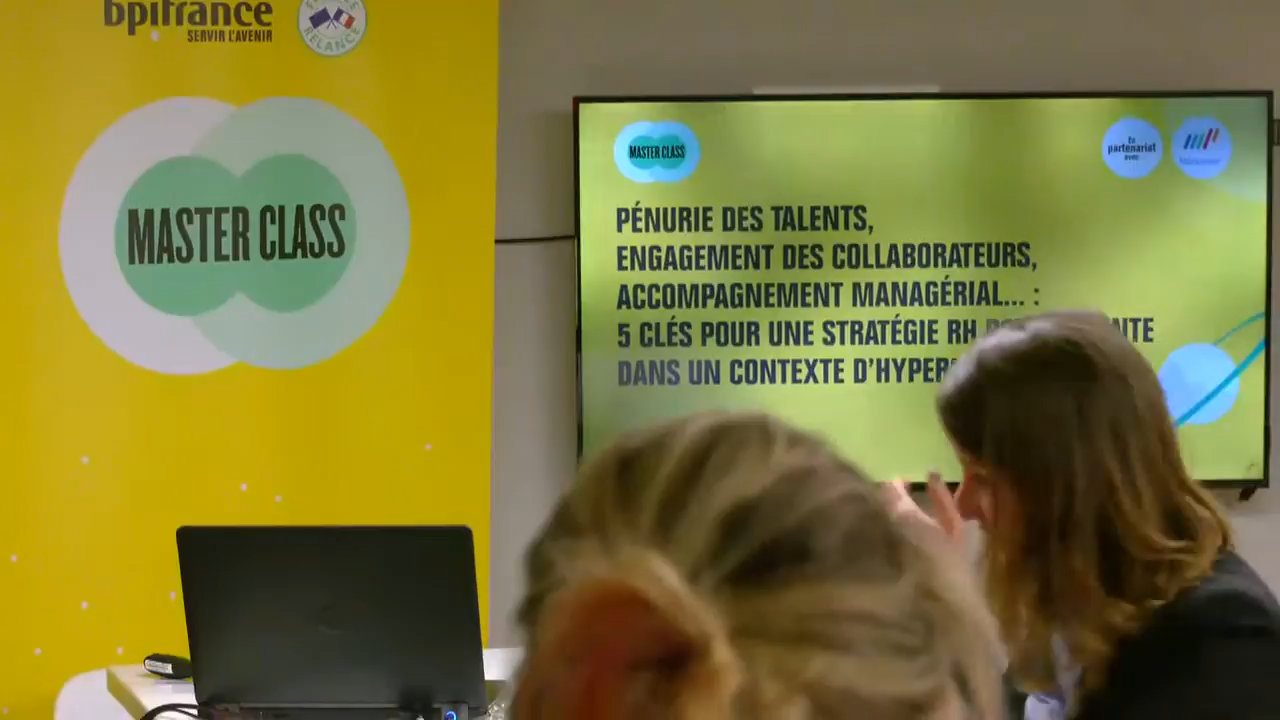 bpifrance
SERVIR L'AVENIR
RELANCE
MASTER CLASS
MASTER CLASS
En
partenariat
avec
PÉNURIE DES TALENTS,
ENGAGEMENT DES COLLABORATEURS,
ACCOMPAGNEMENT MANAGÉRIAL... :
5 CLÉS POUR UNE STRATÉGIE RH
DANS UN CONTEXTE D'HYPER